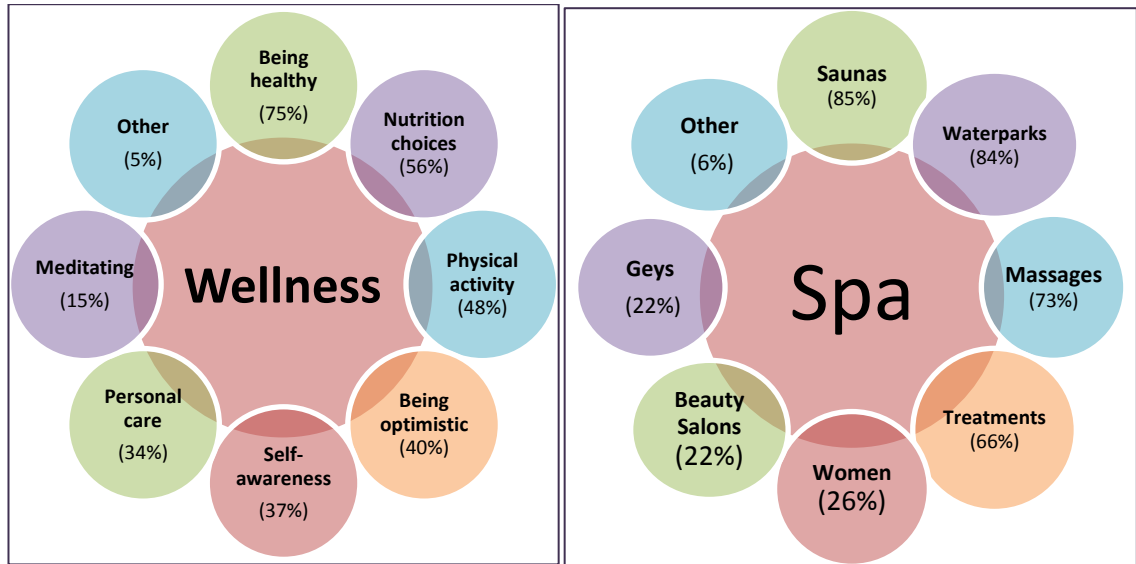 Wellness
Being
healthy
(75%)
Nutrition
choices
(56%)
Physical
activity
(48%)
Being
optimistic
(40%)
Self-
awareness
(37%)
Personal
care
(34%)
Meditating
(15%)
Other
(5%)
Spa
Saunas
(85%)
Waterparks
(84%)
Massages
(73%)
Treatments
(66%)
Women
(26%)
Beauty
Salons
(22%)
Geys
(22%)
Other
(6%)